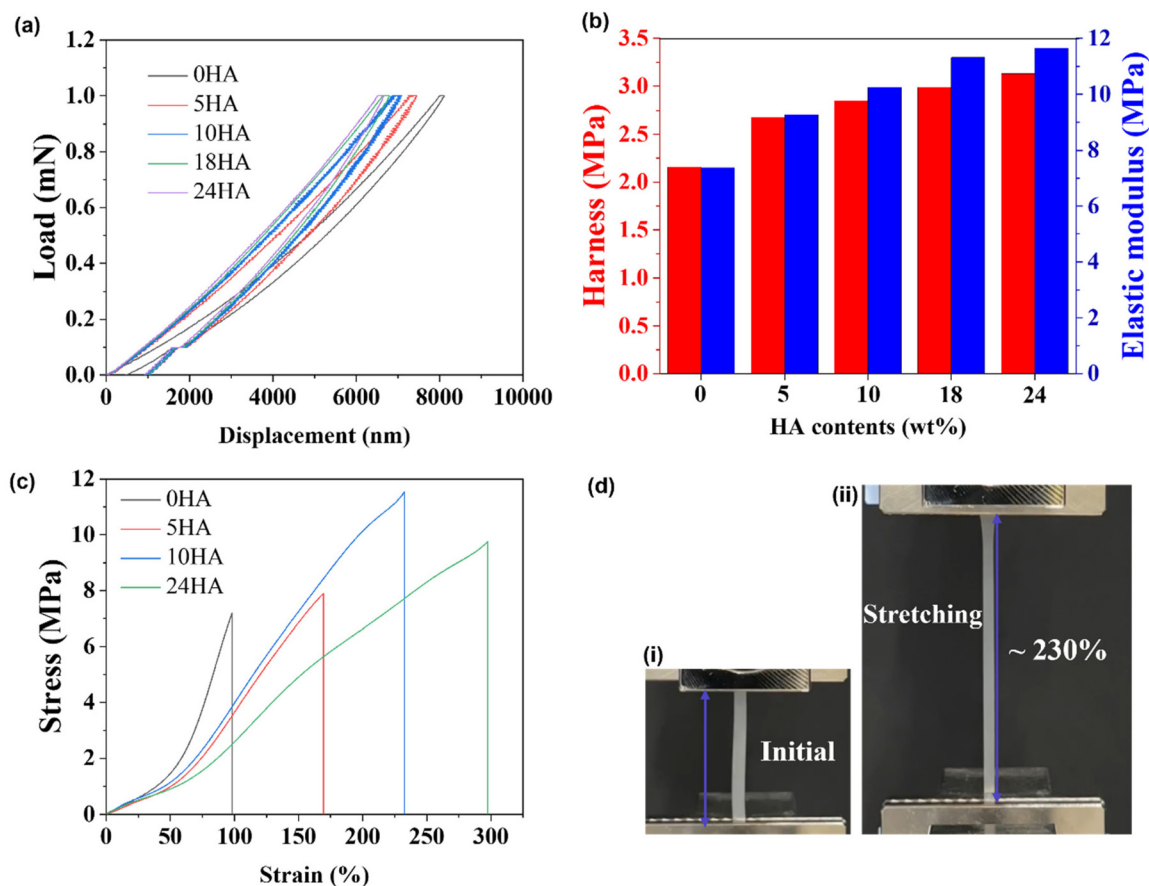 (a)
1.2
1.0
0.8
0.6
0.4
0.2
0.0
Load (mN)
0HA
5HA
10HA
18HA
24HA
0 2000 4000 6000 8000 10000
Displacement (nm)
(b)
3.5
3.0
2.5
2.0
1.5
1.0
0.5
0.0
Harness (MPa)
12
10
8
6
4
2
0
Elastic modulus (MPa)
0 5 10 18 24
HA contents (wt%)
(c)
12
10
8
6
4
2
0
Stress (MPa)
0HA
5HA
10HA
24HA
0 50 100 150 200 250 300
Strain (%)
(d)
(i)
Initial
(ii)
Stretching
~ 230%